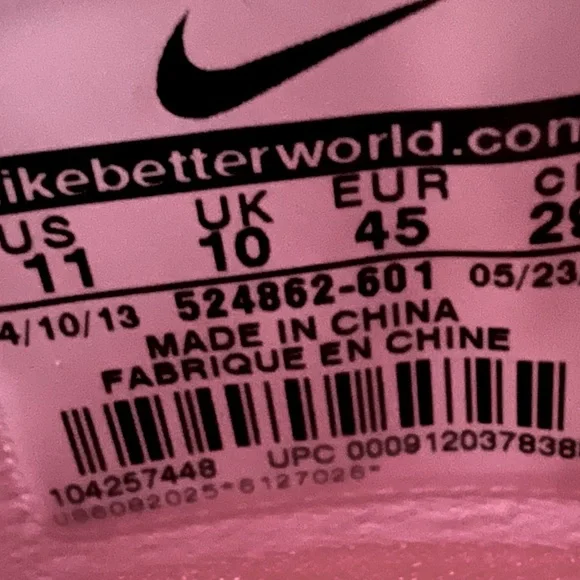 ikebetterworld.com
US UK EUR C
11 10 45 2
4/10/13 524862-601 05/23/
MADE IN CHINA
FABRIQUE EN CHINE
104257448 UPC 000912037838